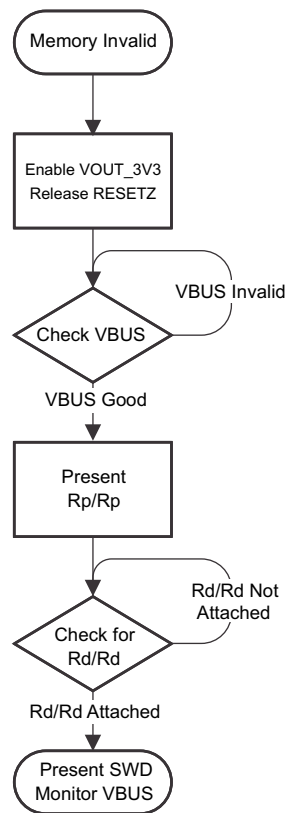 Memory Invalid
Enable VOUT_3V3
Release RESETZ
VBUS Invalid
Check VBUS
VBUS Good
Present
Rp/Rp
Rd/Rd Not
Attached
Check for
Rd/Rd
Rd/Rd Attached
Present SWD
Monitor VBUS